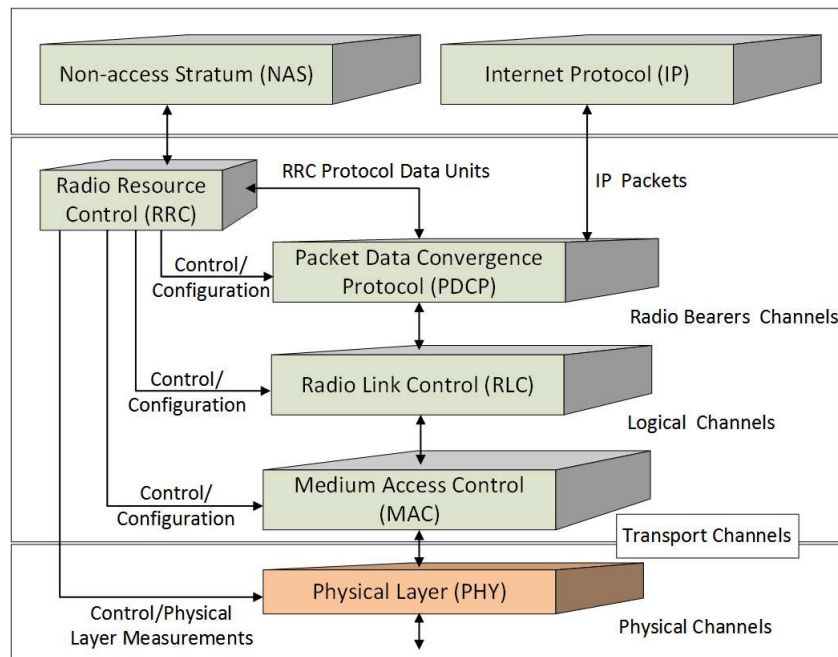 Non-access Stratum (NAS)
Internet Protocol (IP)
Radio Resource
Control (RRC)
RRC Protocol Data Units
IP Packets
Control/
Configuration
Packet Data Convergence
Protocol (PDCP)
Radio Bearers Channels
Control/
Configuration
Radio Link Control (RLC)
Logical Channels
Control/
Configuration
Medium Access Control
(MAC)
Transport Channels
Physical Layer (PHY)
Control/Physical
Layer Measurements
Physical Channels